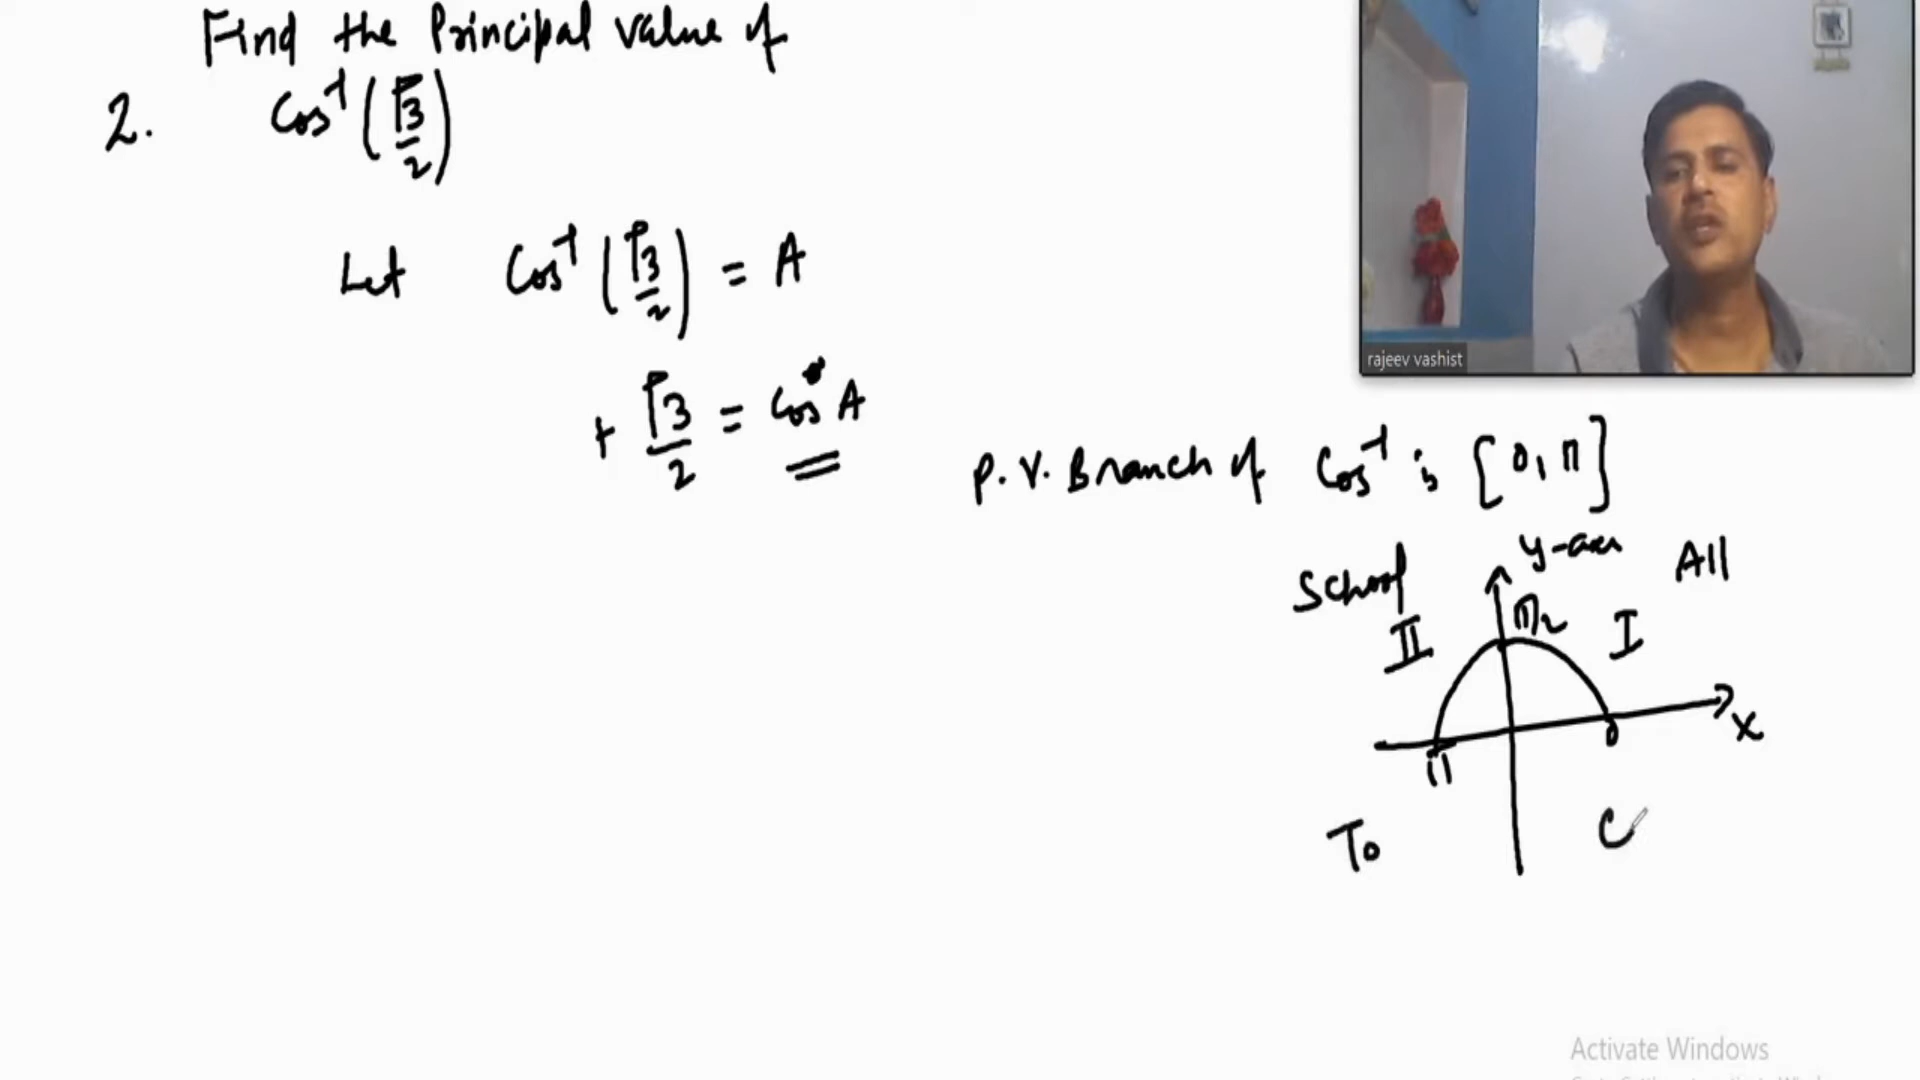 Find the Principal value of
2. Cos⁻¹(√3/2)
Let Cos⁻¹(√3/2) = A
+ √3/2 = Cos A
P.V. Branch of Cos⁻¹ is [0, π]
School
y-axis
All
II
π/2
I
π
0
X
To
C
rajeev vashist
Activate Windows